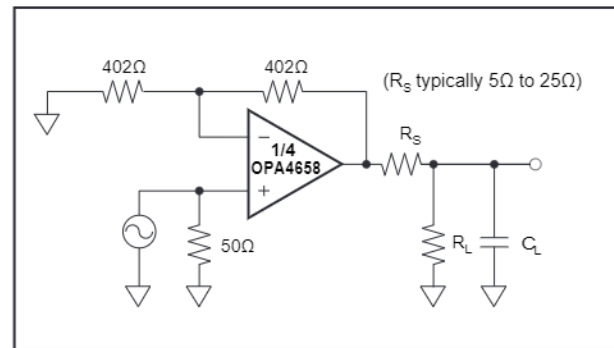 402Ω
402Ω
(RS typically 5Ω to 25Ω)
RS
−
1/4
OPA4658
+
50Ω
RL
CL